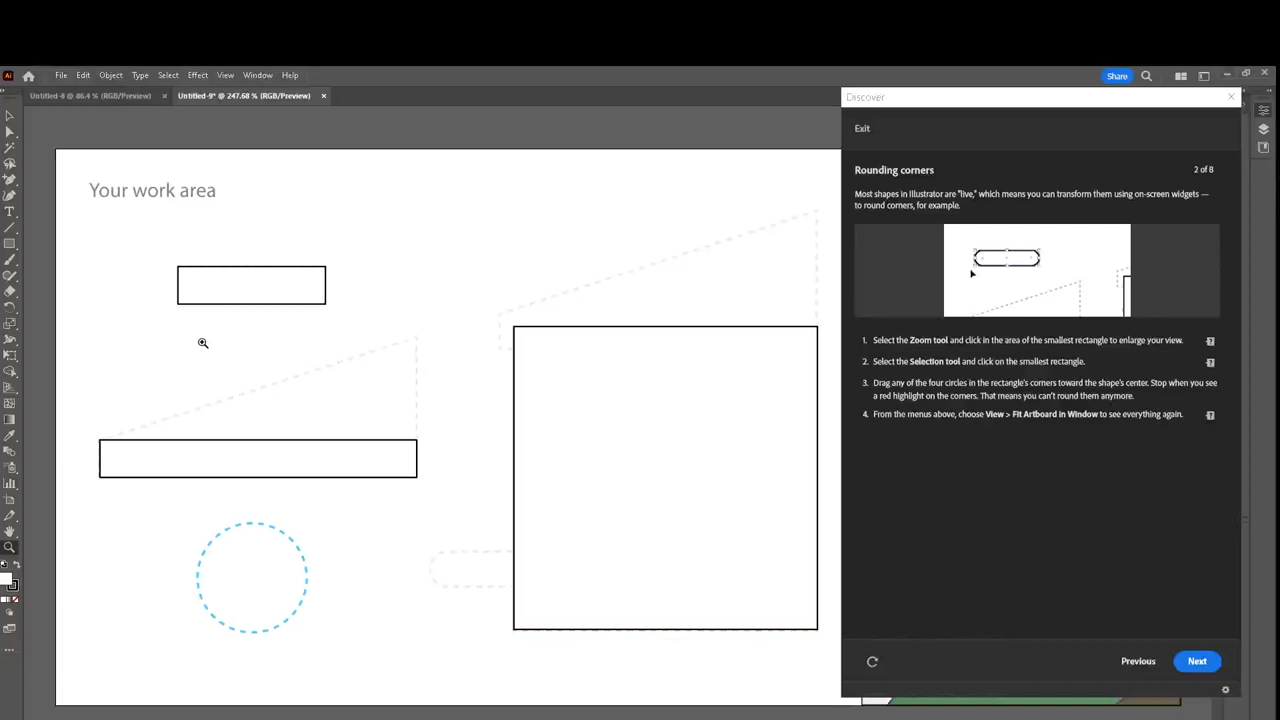 Ai
File Edit Object Type Select Effect View Window Help
Share
Untitled-8 @ 86.4 % (RGB/Preview) × Untitled-9* @ 247.68 % (RGB/Preview) ×
Discover
Exit
Rounding corners 2 of 8
Most shapes in Illustrator are "live," which means you can transform them using on-screen widgets —
to round corners, for example.
Your work area
1. Select the Zoom tool and click in the area of the smallest rectangle to enlarge your view.
2. Select the Selection tool and click on the smallest rectangle.
3. Drag any of the four circles in the rectangle's corners toward the shape's center. Stop when you see
a red highlight on the corners. That means you can't round them anymore.
4. From the menus above, choose View > Fit Artboard in Window to see everything again.
Previous Next